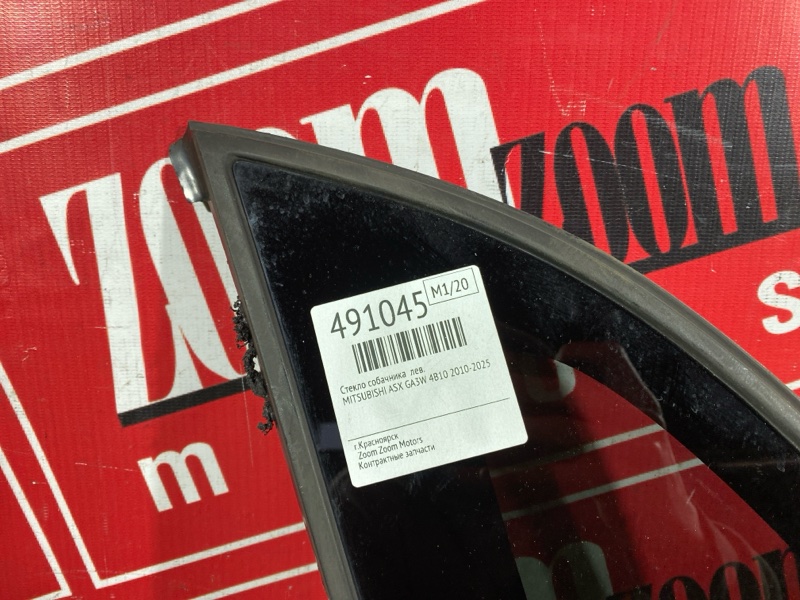 zoom zoom
s
m
491045
M1/20
Стекло собачника лев.
MITSUBISHI ASX GA3W 4B10 2010-2025
г.Красноярск
Zoom Zoom Motors
Контрактные запчасти
zoom